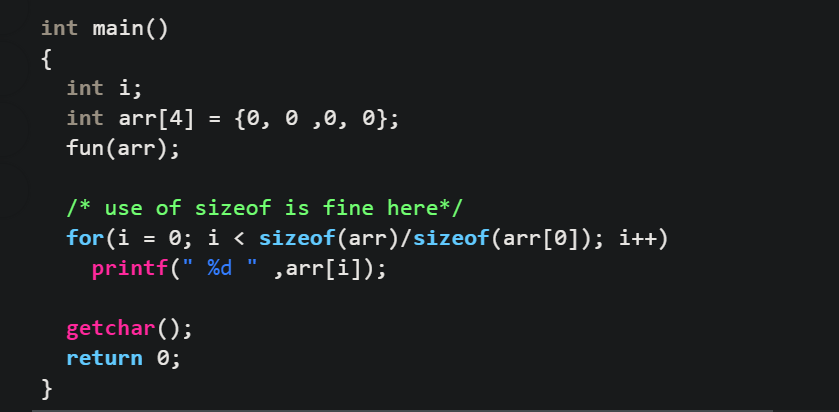 int main()
{
int i;
int arr[4] = {0, 0 ,0, 0};
fun(arr);
/* use of sizeof is fine here*/
for(i = 0; i < sizeof(arr)/sizeof(arr[0]); i++)
printf(" %d " ,arr[i]);
getchar();
return 0;
}